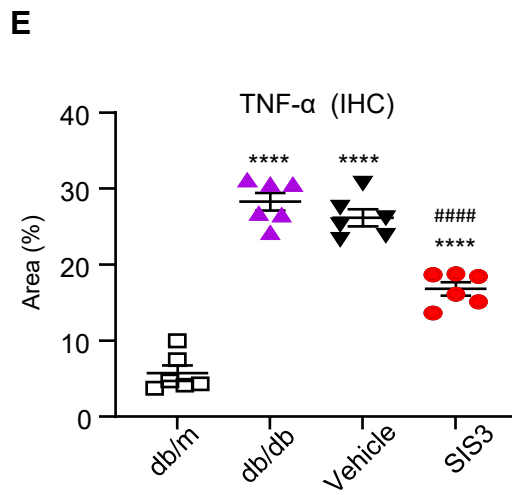 E
TNF-α (IHC)
Area (%)
40
30
20
10
0
**** ****
####
****
db/m
db/db
Vehicle
SIS3